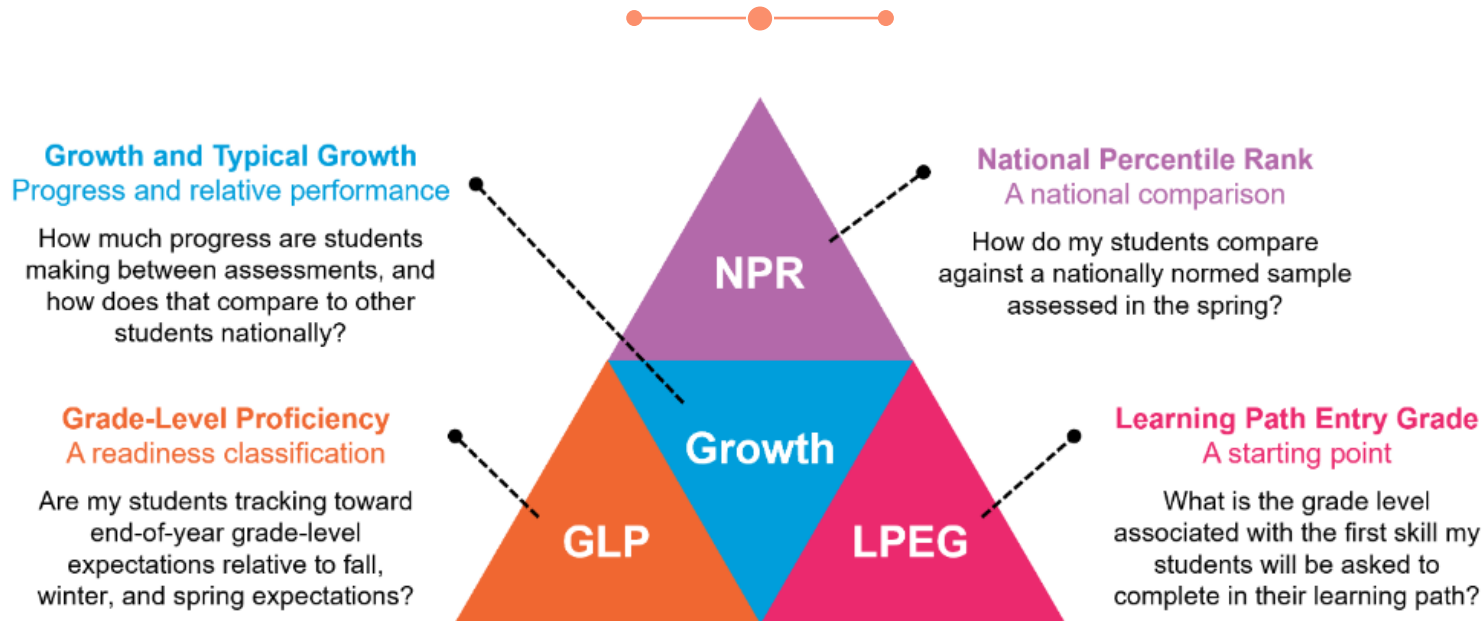 Growth and Typical Growth
Progress and relative performance
How much progress are students
making between assessments, and
how does that compare to other
students nationally?
National Percentile Rank
A national comparison
How do my students compare
against a nationally normed sample
assessed in the spring?
NPR
Grade-Level Proficiency
A readiness classification
Are my students tracking toward
end-of-year grade-level
expectations relative to fall,
winter, and spring expectations?
Growth
GLP
LPEG
Learning Path Entry Grade
A starting point
What is the grade level
associated with the first skill my
students will be asked to
complete in their learning path?